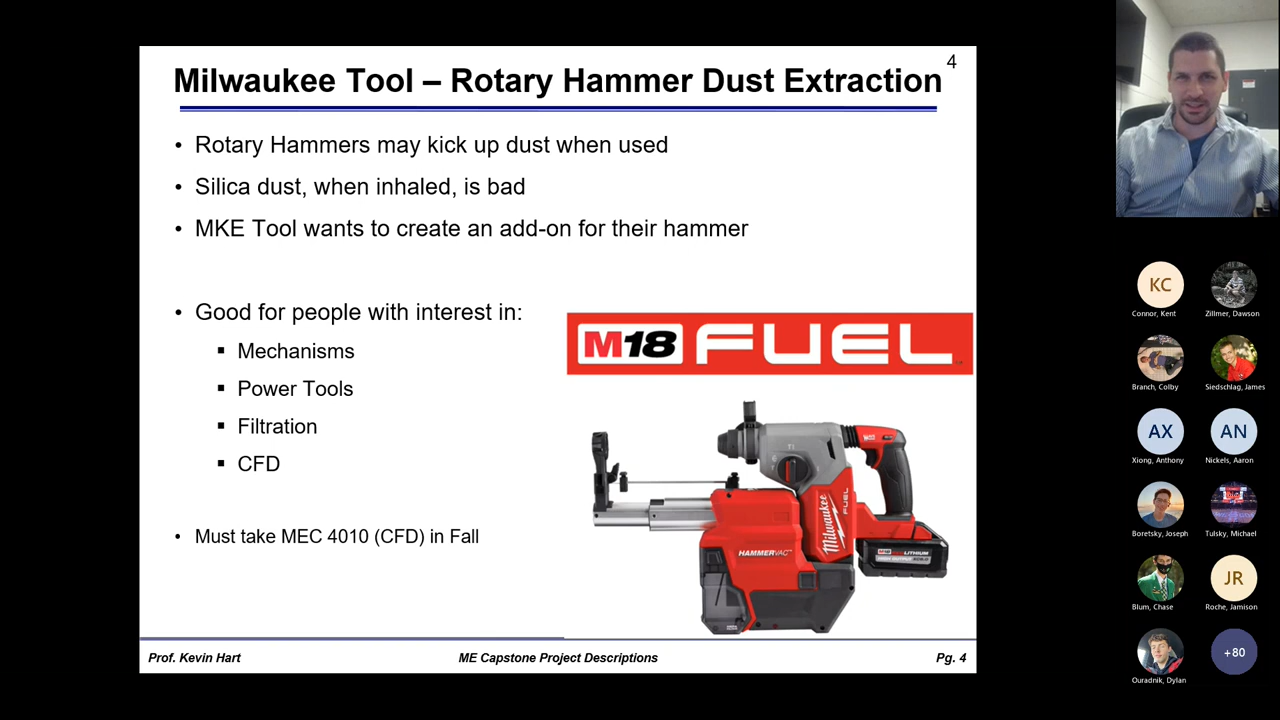 4
Milwaukee Tool – Rotary Hammer Dust Extraction
• Rotary Hammers may kick up dust when used
• Silica dust, when inhaled, is bad
• MKE Tool wants to create an add-on for their hammer
• Good for people with interest in:
▪ Mechanisms
▪ Power Tools
▪ Filtration
▪ CFD
• Must take MEC 4010 (CFD) in Fall
M18 FUEL
Milwaukee
FUEL
HAMMERVAC
Prof. Kevin Hart
ME Capstone Project Descriptions
Pg. 4
KC
Connor, Kent
Zillmer, Dawson
Branch, Colby
Siedschlag, James
AX
AN
Xiong, Anthony
Nickels, Aaron
Boretsky, Joseph
Tulsky, Michael
JR
Blum, Chase
Roche, Jamison
+80
Ouradnik, Dylan